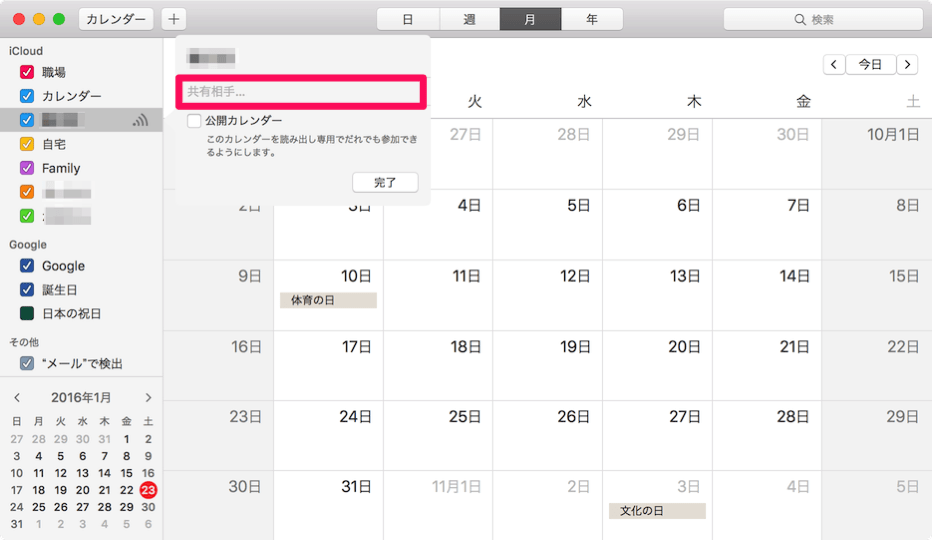 カレンダー +
日 週 月 年
検索
iCloud
職場
カレンダー
自宅
Family
Google
Google
誕生日
日本の祝日
その他
“メール”で検出
2016年1月
日 月 火 水 木 金 土
27 28 29 30 31 1 2
3 4 5 6 7 8 9
10 11 12 13 14 15 16
17 18 19 20 21 22 23
24 25 26 27 28 29 30
31 1 2 3 4 5 6
共有相手...
公開カレンダー
このカレンダーを読み出し専用でだれでも参加でき
るようにします。
完了
今日
火 水 木 金 土
27日 28日 29日 30日 10月1日
2日 3日 4日 5日 6日 7日 8日
9日 10日 11日 12日 13日 14日 15日
体育の日
16日 17日 18日 19日 20日 21日 22日
23日 24日 25日 26日 27日 28日 29日
30日 31日 11月1日 2日 3日 4日 5日
文化の日